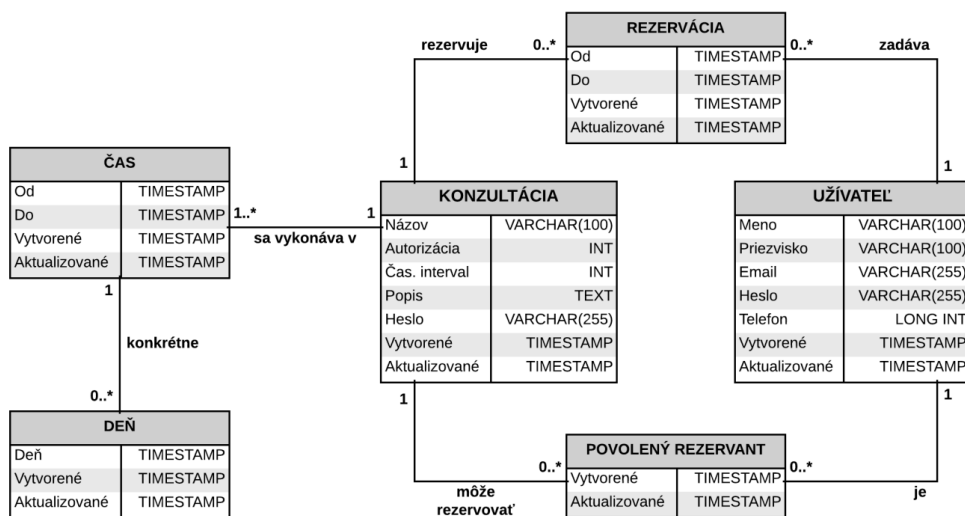 REZERVÁCIA
Od TIMESTAMP
Do TIMESTAMP
Vytvorené TIMESTAMP
Aktualizované TIMESTAMP
rezervuje 0..*
0..* zadáva
1
1
ČAS
Od TIMESTAMP
Do TIMESTAMP
Vytvorené TIMESTAMP
Aktualizované TIMESTAMP
1..* 1
sa vykonáva v
KONZULTÁCIA
Názov VARCHAR(100)
Autorizácia INT
Čas. interval INT
Popis TEXT
Heslo VARCHAR(255)
Vytvorené TIMESTAMP
Aktualizované TIMESTAMP
UŽÍVATEĽ
Meno VARCHAR(100)
Priezvisko VARCHAR(100)
Email VARCHAR(255)
Heslo VARCHAR(255)
Telefon LONG INT
Vytvorené TIMESTAMP
Aktualizované TIMESTAMP
1
konkrétne
0..*
DEŇ
Deň TIMESTAMP
Vytvorené TIMESTAMP
Aktualizované TIMESTAMP
1
1
POVOLENÝ REZERVANT
Vytvorené TIMESTAMP
Aktualizované TIMESTAMP
0..*
0..*
môže
rezervovať
je